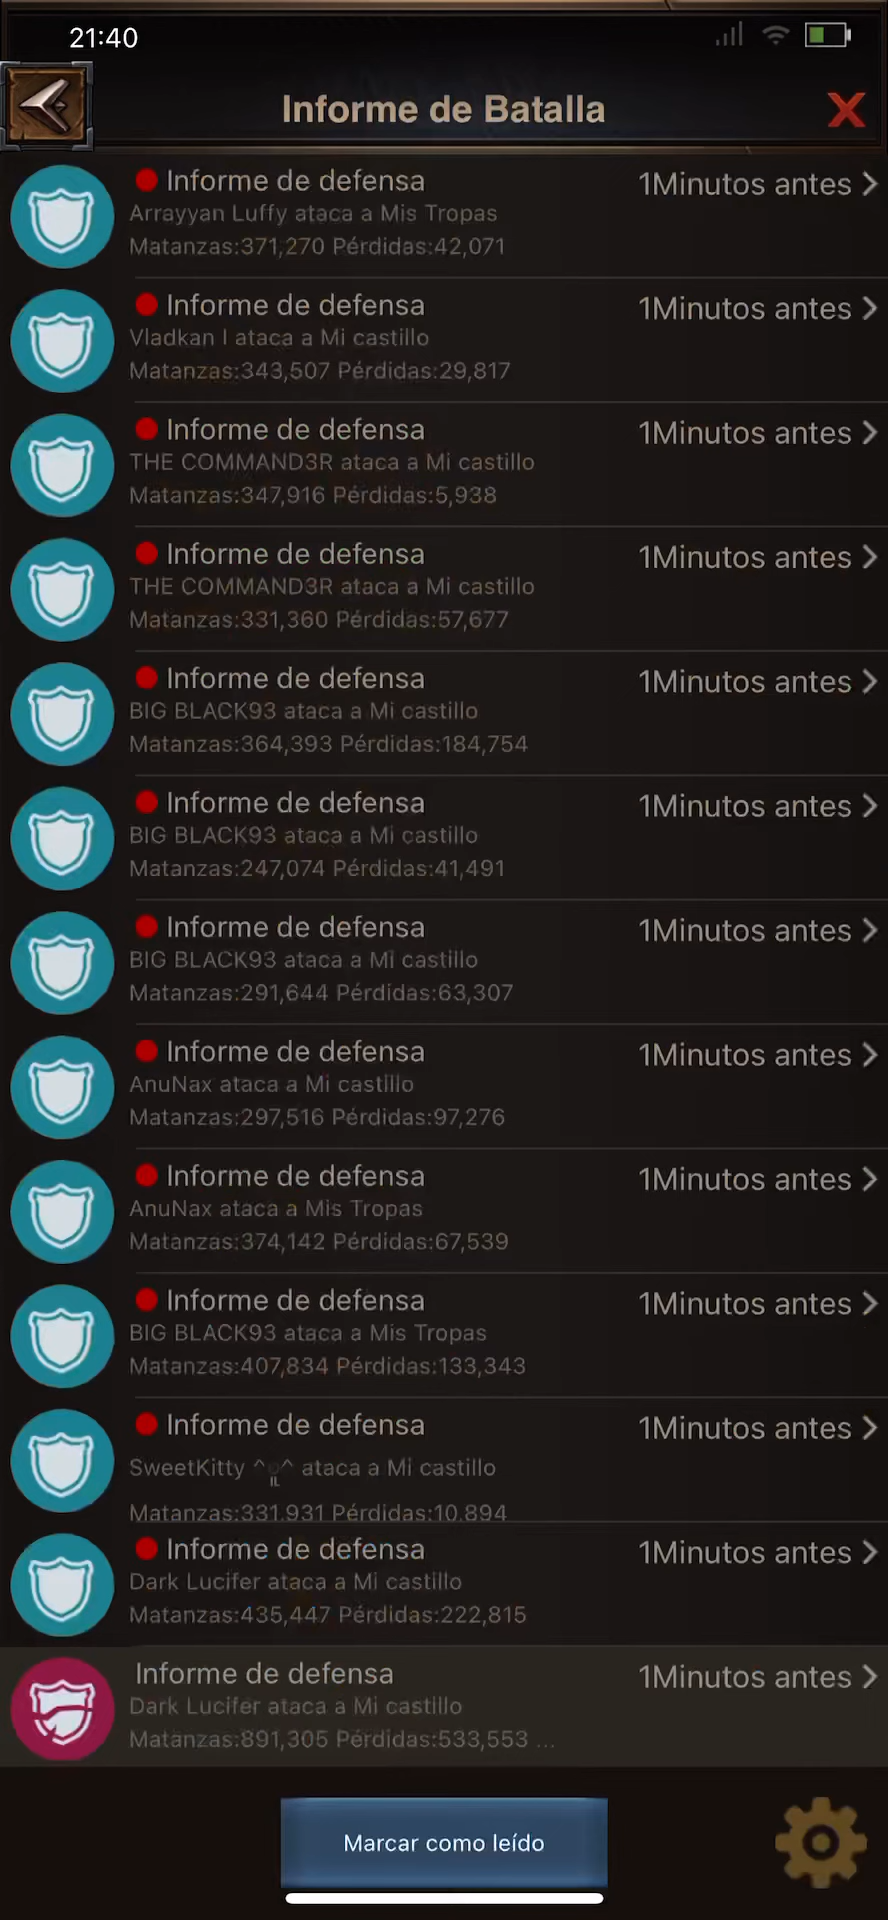 21:40
Informe de Batalla
Informe de defensa
1Minutos antes
Arrayyan Luffy ataca a Mis Tropas
Matanzas:371,270 Pérdidas:42,071
Informe de defensa
1Minutos antes
Vladkan I ataca a Mi castillo
Matanzas:343,507 Pérdidas:29,817
Informe de defensa
1Minutos antes
THE COMMAND3R ataca a Mi castillo
Matanzas:347,916 Pérdidas:5,938
Informe de defensa
1Minutos antes
THE COMMAND3R ataca a Mi castillo
Matanzas:331,360 Pérdidas:57,677
Informe de defensa
1Minutos antes
BIG BLACK93 ataca a Mi castillo
Matanzas:364,393 Pérdidas:184,754
Informe de defensa
1Minutos antes
BIG BLACK93 ataca a Mi castillo
Matanzas:247,074 Pérdidas:41,491
Informe de defensa
1Minutos antes
BIG BLACK93 ataca a Mi castillo
Matanzas:291,644 Pérdidas:63,307
Informe de defensa
1Minutos antes
AnuNax ataca a Mi castillo
Matanzas:297,516 Pérdidas:97,276
Informe de defensa
1Minutos antes
AnuNax ataca a Mis Tropas
Matanzas:374,142 Pérdidas:67,539
Informe de defensa
1Minutos antes
BIG BLACK93 ataca a Mis Tropas
Matanzas:407,834 Pérdidas:133,343
Informe de defensa
1Minutos antes
SweetKitty ataca a Mi castillo
Matanzas:331,931 Pérdidas:10,894
Informe de defensa
1Minutos antes
Dark Lucifer ataca a Mi castillo
Matanzas:435,447 Pérdidas:222,815
Informe de defensa
1Minutos antes
Dark Lucifer ataca a Mi castillo
Matanzas:891,305 Pérdidas:533,553 ...
Marcar como leído